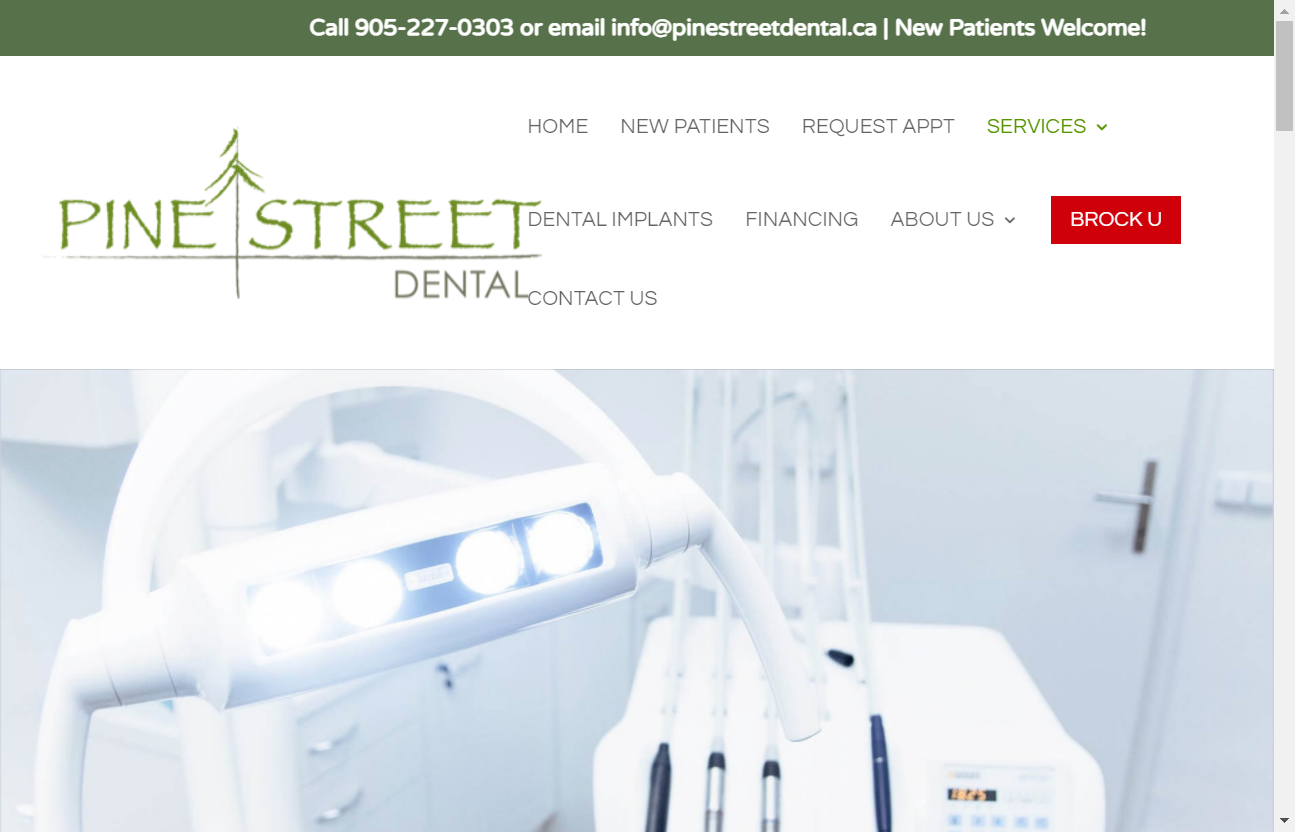 Call 905-227-0303 or email info@pinestreetdental.ca | New Patients Welcome!
HOME NEW PATIENTS REQUEST APPT SERVICES
PINE STREET
DENTAL
DENTAL IMPLANTS FINANCING ABOUT US BROCK U
CONTACT US